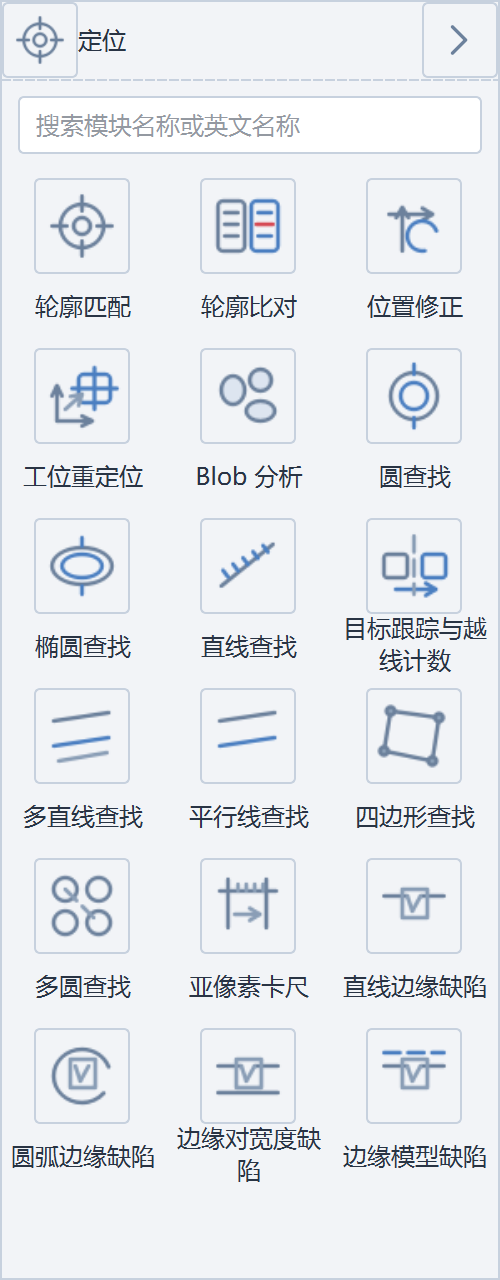 定位
搜索模块名称或英文名称
轮廓匹配
轮廓比对
位置修正
工位重定位
Blob 分析
圆查找
椭圆查找
直线查找
目标跟踪与越
线计数
多直线查找
平行线查找
四边形查找
多圆查找
亚像素卡尺
直线边缘缺陷
圆弧边缘缺陷
边缘对宽度缺
陷
边缘模型缺陷